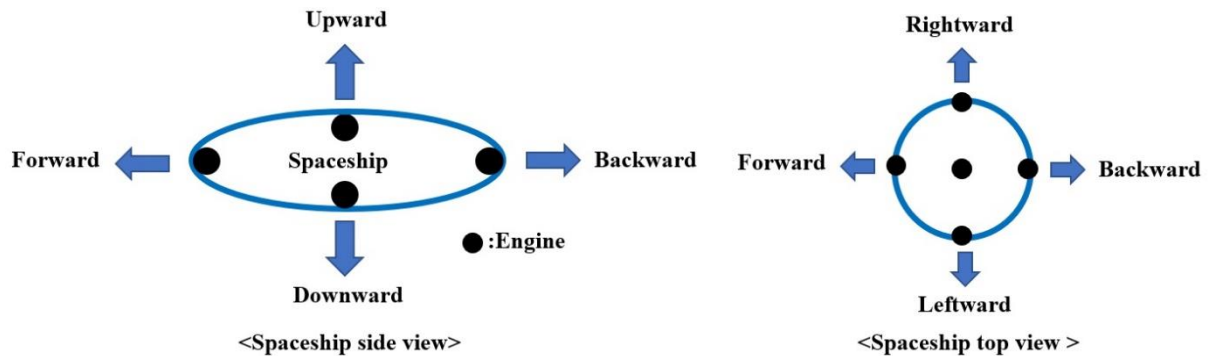 Upward
Forward
Spaceship
Backward
:Engine
Downward
<Spaceship side view>
Rightward
Forward
Backward
Leftward
<Spaceship top view >